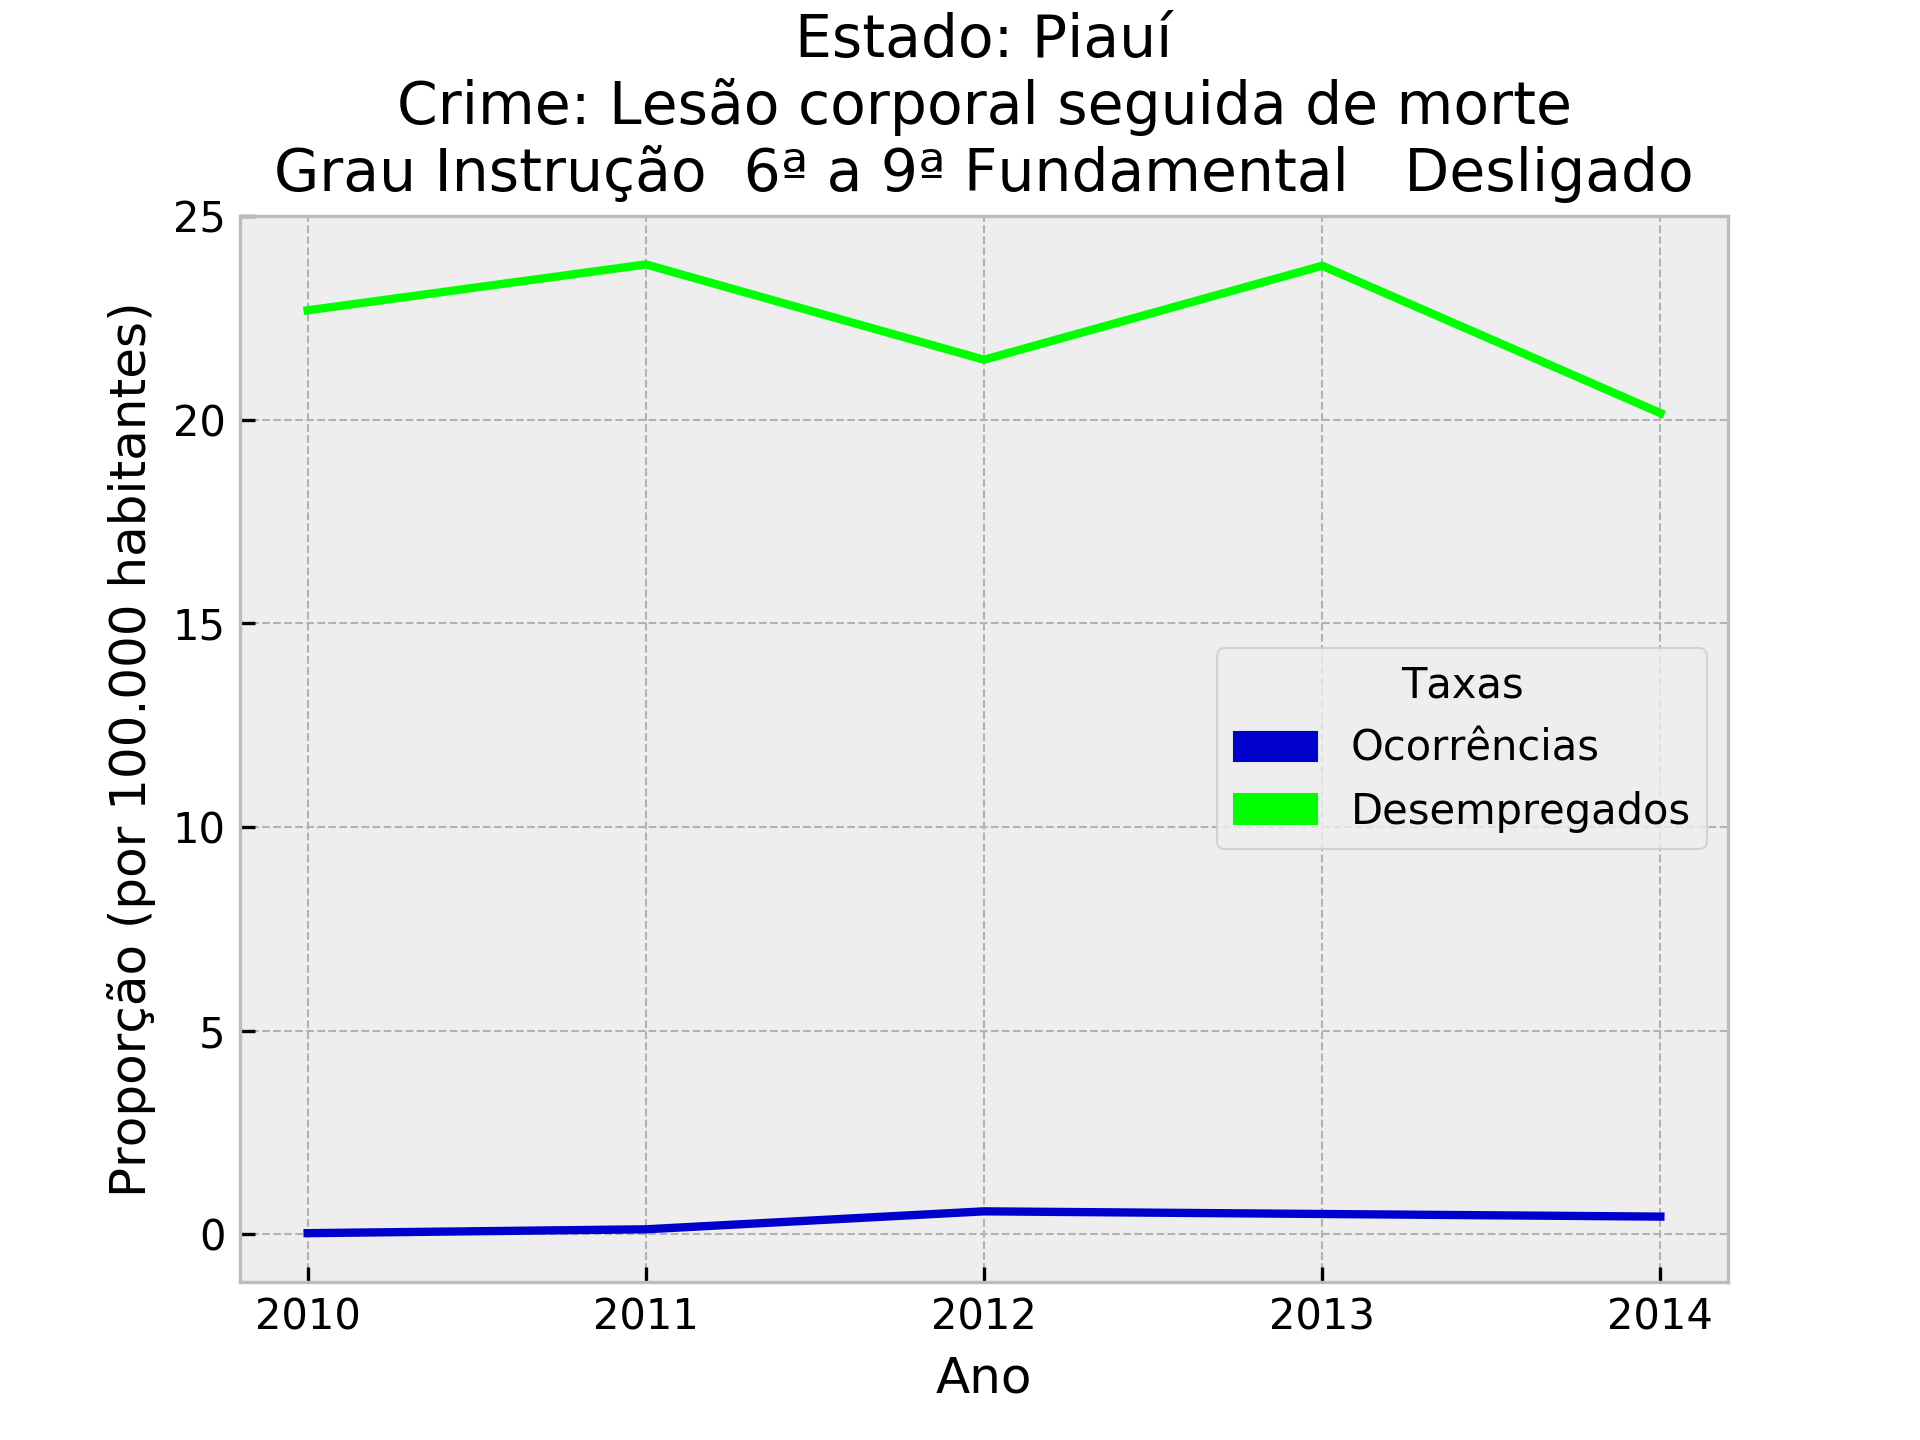 Estado: Piauí
Crime: Lesão corporal seguida de morte
Grau Instrução  6ª a 9ª Fundamental   Desligado
Proporção (por 100.000 habitantes)
25
20
15
10
5
0
Taxas
Ocorrências
Desempregados
2010 2011 2012 2013 2014
Ano